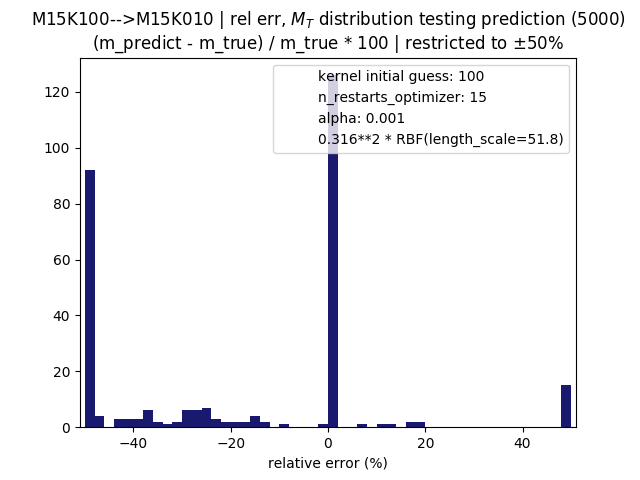 M15K100-->M15K010 | rel err, M_T distribution testing prediction (5000)
(m_predict - m_true) / m_true * 100 | restricted to ±50%
kernel initial guess: 100
n_restarts_optimizer: 15
alpha: 0.001
0.316**2 * RBF(length_scale=51.8)
120
100
80
60
40
20
0
−40 −20 0 20 40
relative error (%)